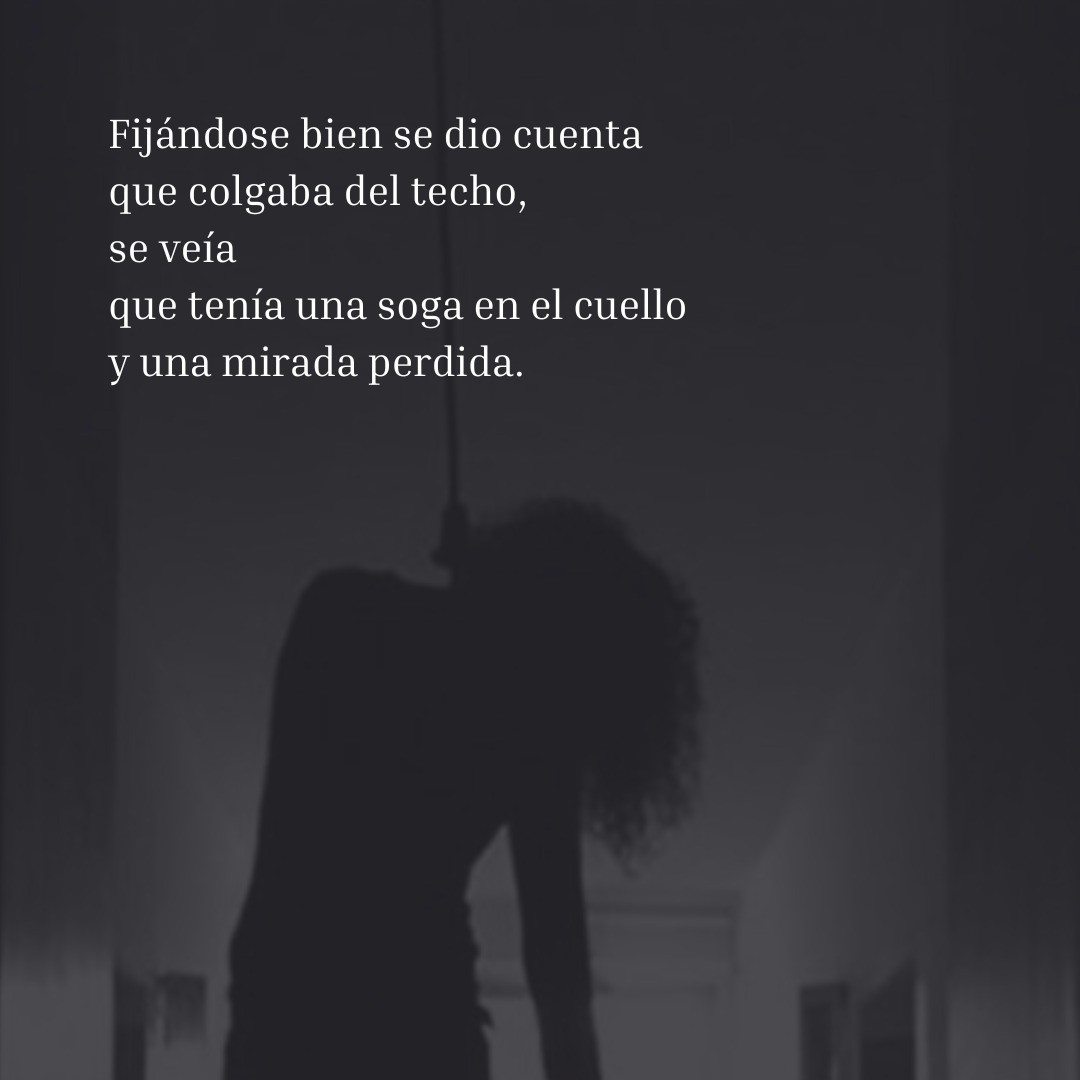 Fijándose bien se dio cuenta
que colgaba del techo,
se veía
que tenía una soga en el cuello
y una mirada perdida.